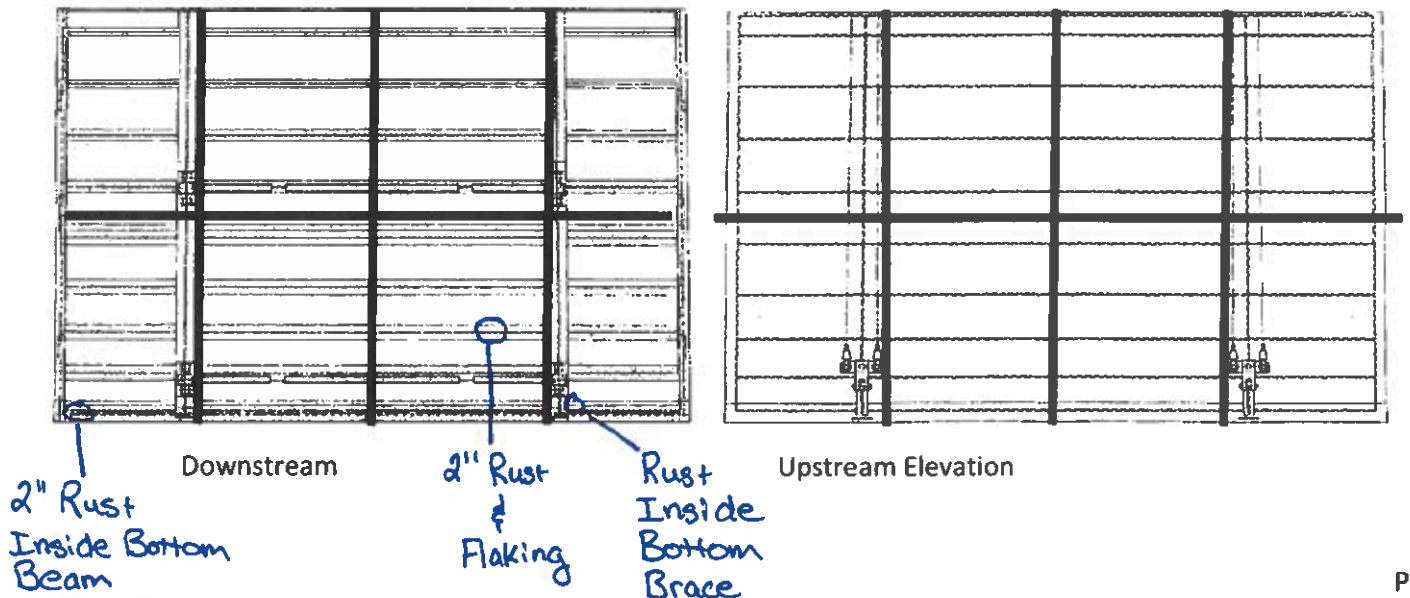 Downstream
Upstream Elevation
2" Rust
Inside Bottom
Beam
2" Rust
&
Flaking
Rust
Inside
Bottom
Brace
P